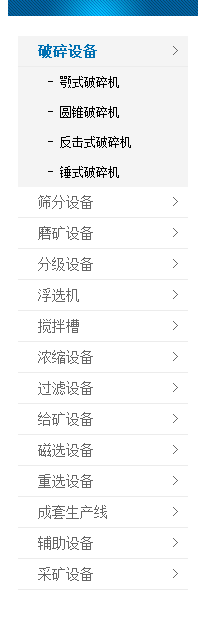 破碎设备
- 颚式破碎机
- 圆锥破碎机
- 反击式破碎机
- 锤式破碎机
筛分设备
磨矿设备
分级设备
浮选机
搅拌槽
浓缩设备
过滤设备
给矿设备
磁选设备
重选设备
成套生产线
辅助设备
采矿设备